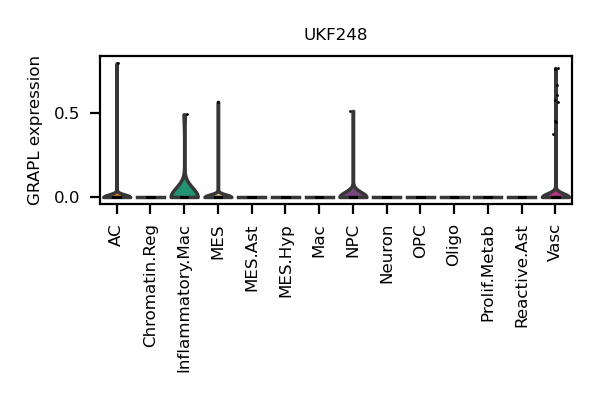 UKF248
GRAPL expression
0.5
0.0
AC
Chromatin.Reg
Inflammatory.Mac
MES
MES.Ast
MES.Hyp
Mac
NPC
Neuron
OPC
Oligo
Prolif.Metab
Reactive.Ast
Vasc